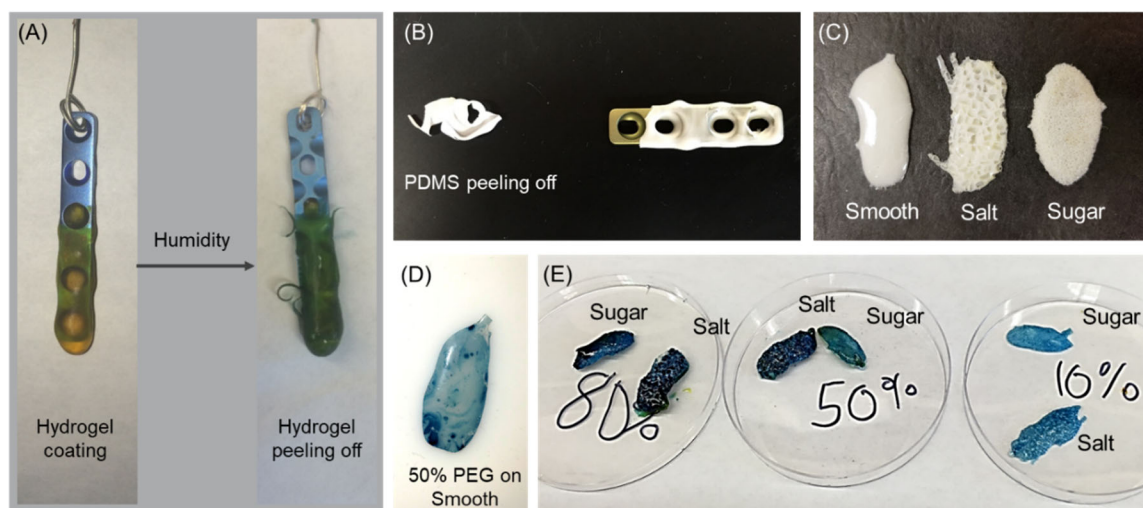 (A)
Humidity
Hydrogel
coating
Hydrogel
peeling off
(B)
PDMS peeling off
(C)
Smooth
Salt
Sugar
(D)
50% PEG on
Smooth
(E)
Sugar
Salt
80%
Salt
Sugar
50%
Sugar
10%
Salt